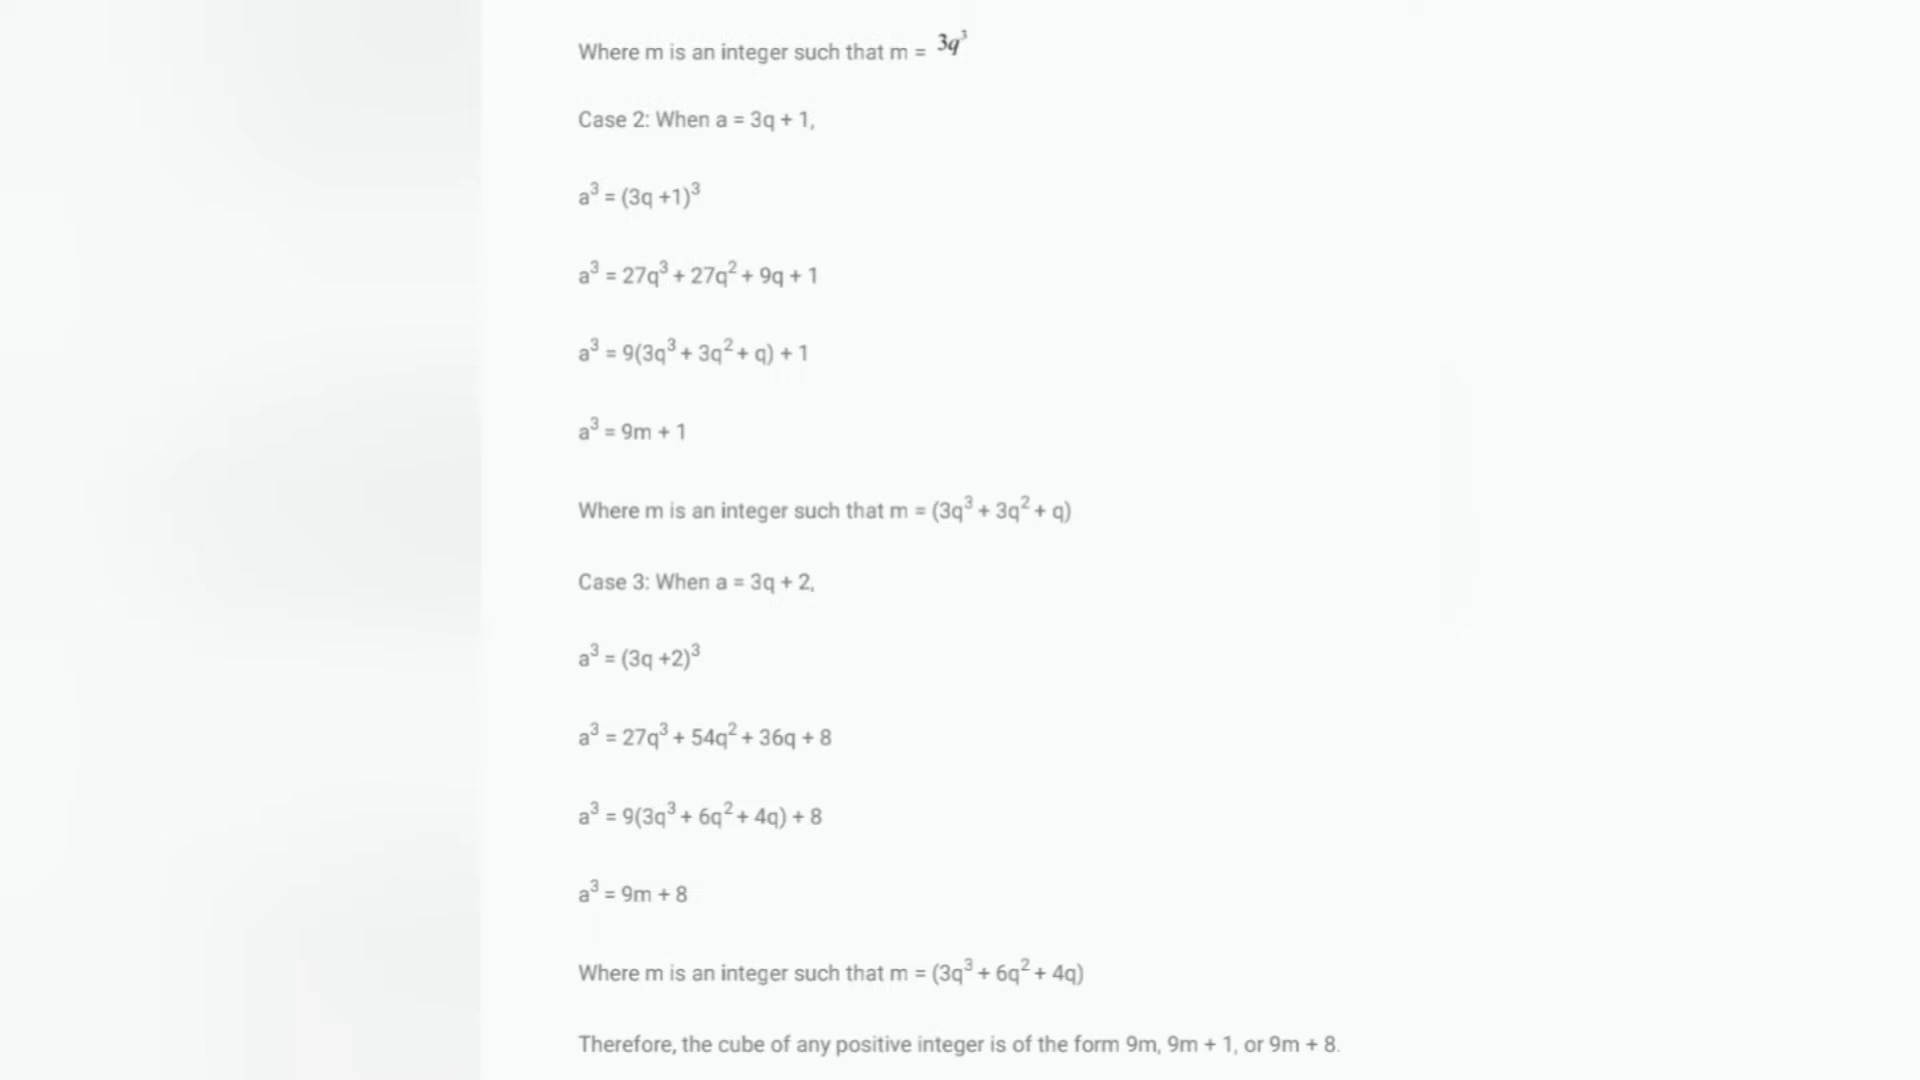 Where m is an integer such that m = 3q³
Case 2: When a = 3q + 1,
a³ = (3q +1)³
a³ = 27q³ + 27q² + 9q + 1
a³ = 9(3q³ + 3q² + q) + 1
a³ = 9m + 1
Where m is an integer such that m = (3q³ + 3q² + q)
Case 3: When a = 3q + 2,
a³ = (3q +2)³
a³ = 27q³ + 54q² + 36q + 8
a³ = 9(3q³ + 6q² + 4q) + 8
a³ = 9m + 8
Where m is an integer such that m = (3q³ + 6q² + 4q)
Therefore, the cube of any positive integer is of the form 9m, 9m + 1, or 9m + 8.